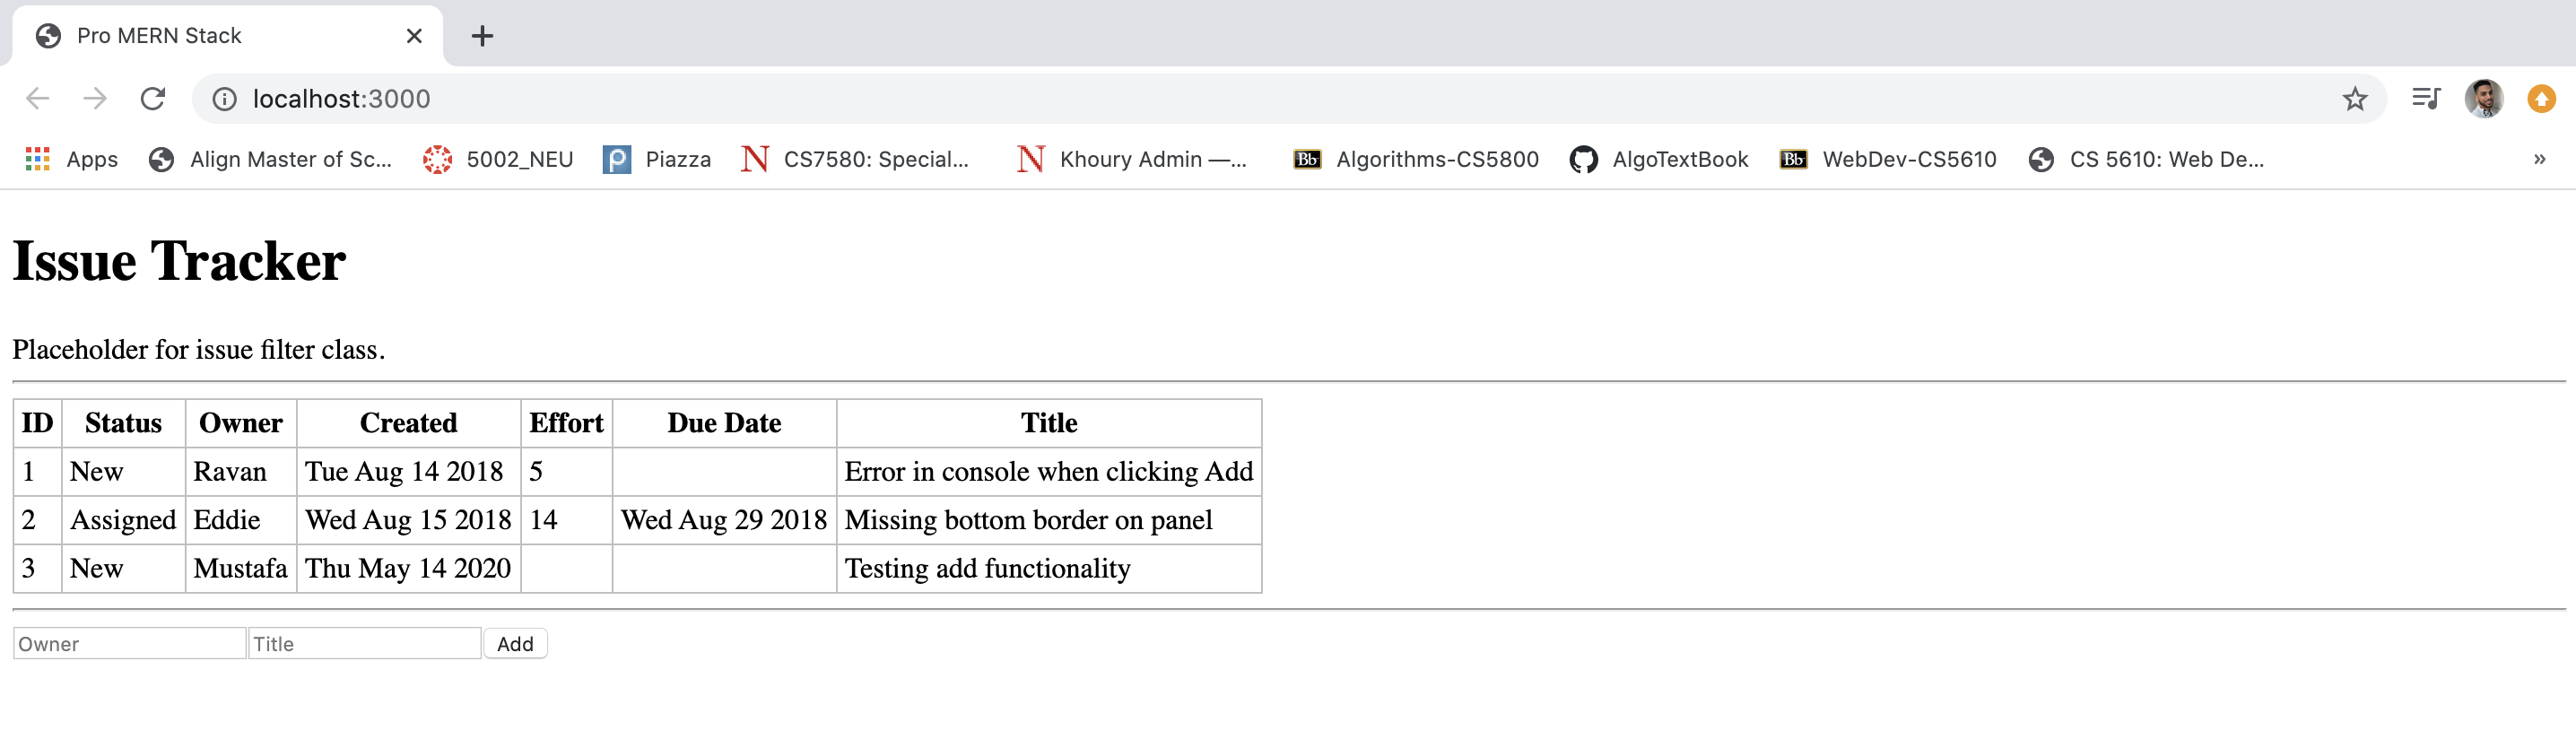 Pro MERN Stack
localhost:3000
Apps Align Master of Sc... 5002_NEU P Piazza N CS7580: Special... N Khoury Admin —... Bb Algorithms-CS5800 AlgoTextBook Bb WebDev-CS5610 CS 5610: Web De... »
Issue Tracker
Placeholder for issue filter class.
ID Status Owner Created Effort Due Date Title
1 New Ravan Tue Aug 14 2018 5 Error in console when clicking Add
2 Assigned Eddie Wed Aug 15 2018 14 Wed Aug 29 2018 Missing bottom border on panel
3 New Mustafa Thu May 14 2020 Testing add functionality
Owner Title Add